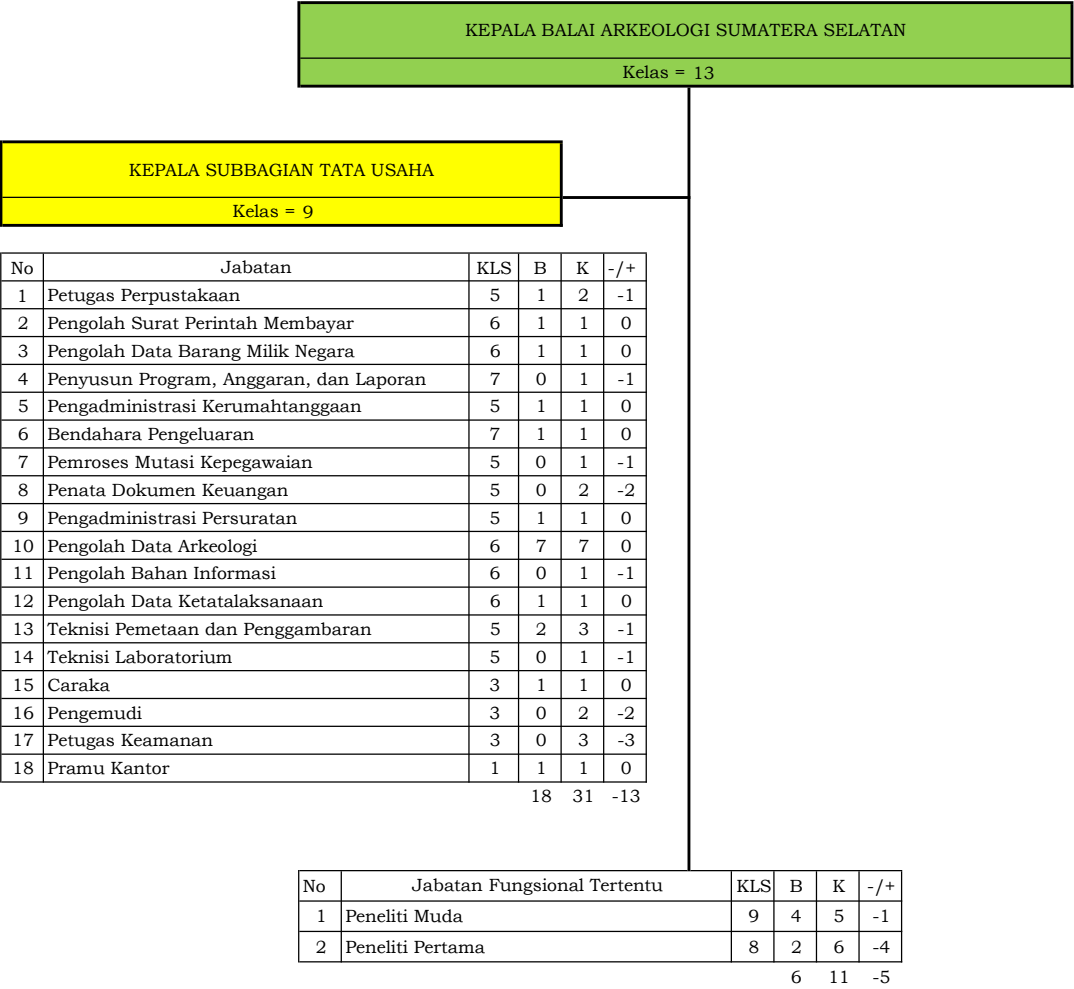 KEPALA BALAI ARKEOLOGI SUMATERA SELATAN
Kelas = 13
KEPALA SUBBAGIAN TATA USAHA
Kelas = 9
No Jabatan KLS B K -/+
1 Petugas Perpustakaan 5 1 2 -1
2 Pengolah Surat Perintah Membayar 6 1 1 0
3 Pengolah Data Barang Milik Negara 6 1 1 0
4 Penyusun Program, Anggaran, dan Laporan 7 0 1 -1
5 Pengadministrasi Kerumahtanggaan 5 1 1 0
6 Bendahara Pengeluaran 7 1 1 0
7 Pemroses Mutasi Kepegawaian 5 0 1 -1
8 Penata Dokumen Keuangan 5 0 2 -2
9 Pengadministrasi Persuratan 5 1 1 0
10 Pengolah Data Arkeologi 6 7 7 0
11 Pengolah Bahan Informasi 6 0 1 -1
12 Pengolah Data Ketatalaksanaan 6 1 1 0
13 Teknisi Pemetaan dan Penggambaran 5 2 3 -1
14 Teknisi Laboratorium 5 0 1 -1
15 Caraka 3 1 1 0
16 Pengemudi 3 0 2 -2
17 Petugas Keamanan 3 0 3 -3
18 Pramu Kantor 1 1 1 0
18 31 -13
No Jabatan Fungsional Tertentu KLS B K -/+
1 Peneliti Muda 9 4 5 -1
2 Peneliti Pertama 8 2 6 -4
6 11 -5